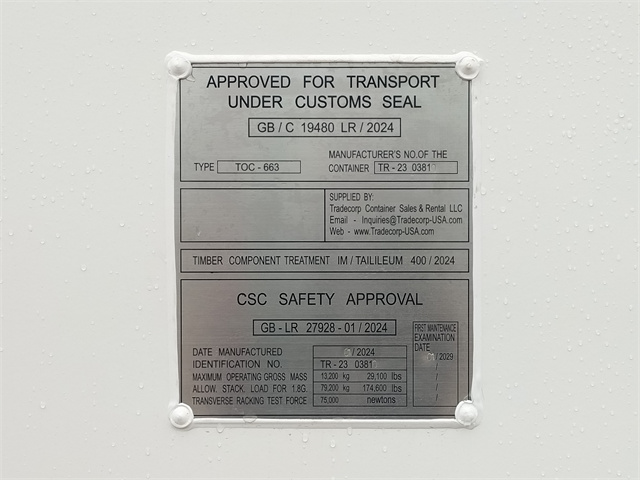 APPROVED FOR TRANSPORT
UNDER CUSTOMS SEAL
GB / C 19480 LR / 2024
MANUFACTURER'S NO.OF THE
TYPE TOC - 663 CONTAINER TR - 23 0381
SUPPLIED BY:
Tradecorp Container Sales & Rental LLC
Email - Inquiries@Tradecorp-USA.com
Web - www.Tradecorp-USA.com
TIMBER COMPONENT TREATMENT IM / TAILILEUM 400 / 2024
CSC SAFETY APPROVAL
GB - LR 27928 - 01 / 2024
FIRST MAINTENANCE
EXAMINATION
DATE
/ 2029
DATE MANUFACTURED / 2024
IDENTIFICATION NO. TR - 23 0381
MAXIMUM OPERATING GROSS MASS 13,200 kg 29,100 lbs
ALLOW. STACK. LOAD FOR 1.8G. 79,200 kg 174,600 lbs
TRANSVERSE RACKING TEST FORCE 75,000 newtons